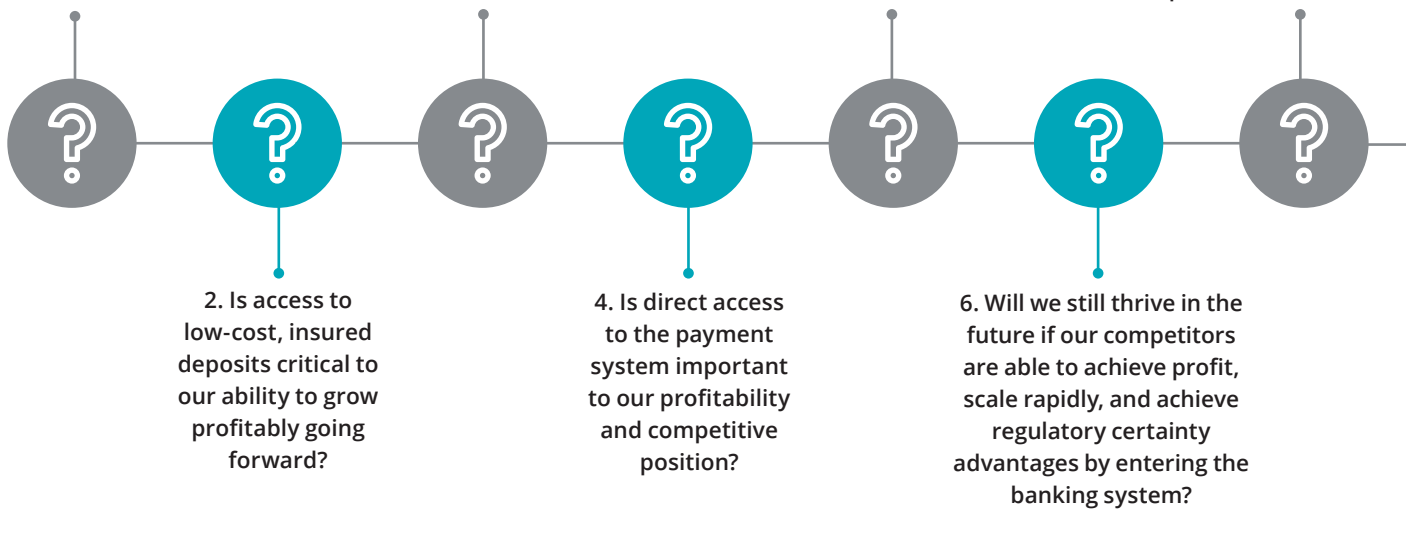 2. Is access to
low-cost, insured
deposits critical to
our ability to grow
profitably going
forward?
4. Is direct access
to the payment
system important
to our profitability
and competitive
position?
6. Will we still thrive in the
future if our competitors
are able to achieve profit,
scale rapidly, and achieve
regulatory certainty
advantages by entering the
banking system?